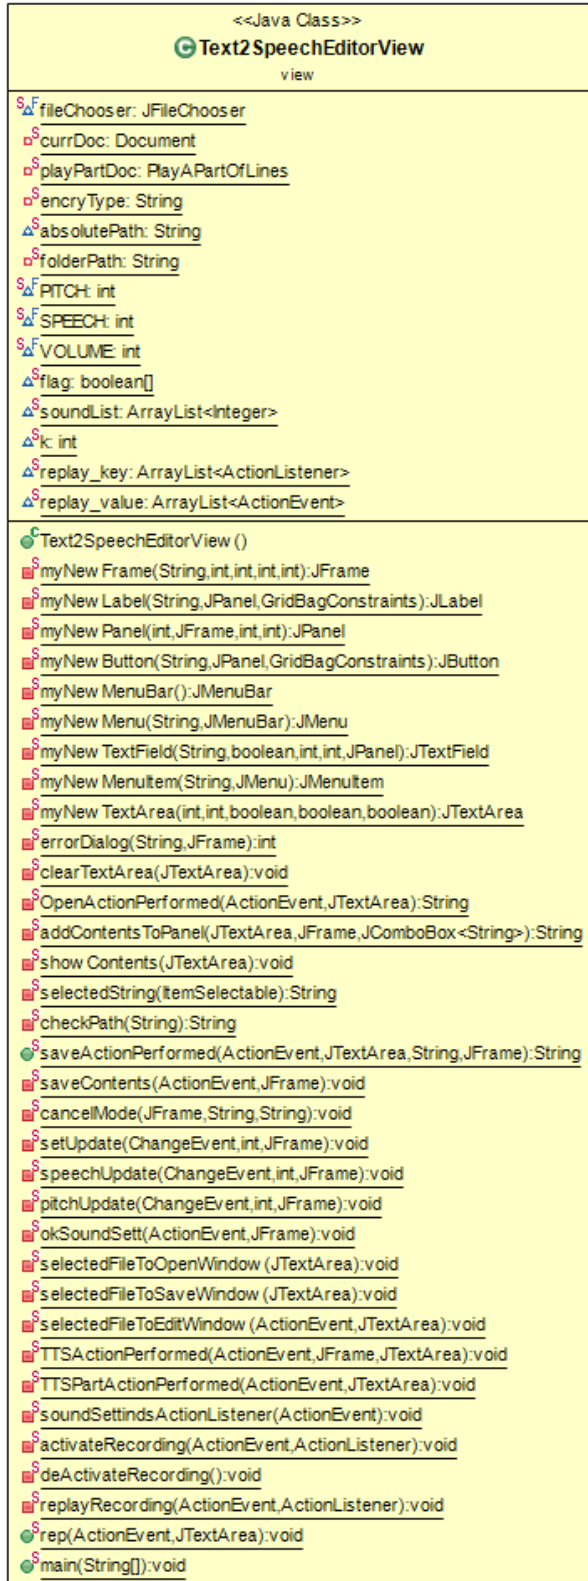 <<Java Class>>
C Text2SpeechEditorView
view
S F fileChooser: JFileChooser
S currDoc: Document
S playPartDoc: PlayAPartOfLines
S encryType: String
S absolutePath: String
S folderPath: String
S F PITCH: int
S F SPEECH: int
S F VOLUME: int
S flag: boolean[]
S soundList: ArrayList<Integer>
S k: int
S replay_key: ArrayList<ActionListener>
S replay_value: ArrayList<ActionEvent>
C Text2SpeechEditorView()
S myNewFrame(String,int,int,int,int):JFrame
S myNewLabel(String,JPanel,GridBagConstraints):JLabel
S myNewPanel(int,JFrame,int,int):JPanel
S myNewButton(String,JPanel,GridBagConstraints):JButton
S myNewMenuBar():JMenuBar
S myNewMenu(String,JMenuBar):JMenu
S myNewTextField(String,boolean,int,int,JPanel):JTextField
S myNewMenuItem(String,JMenu):JMenuItem
S myNewTextArea(int,int,boolean,boolean,boolean):JTextArea
S errorDialog(String,JFrame):int
S clearTextArea(JTextArea):void
S OpenActionPerformed(ActionEvent,JTextArea):String
S addContentsToPanel(JTextArea,JFrame,JComboBox<String>):String
S showContents(JTextArea):void
S selectedString(ItemSelectable):String
S checkPath(String):String
S saveActionPerformed(ActionEvent,JTextArea,String,JFrame):String
S saveContents(ActionEvent,JFrame):void
S cancelMode(JFrame,String,String):void
S setUpdate(ChangeEvent,int,JFrame):void
S speechUpdate(ChangeEvent,int,JFrame):void
S pitchUpdate(ChangeEvent,int,JFrame):void
S okSoundSett(ActionEvent,JFrame):void
S selectedFileToOpenWindow(JTextArea):void
S selectedFileToSaveWindow(JTextArea):void
S selectedFileToEditWindow(ActionEvent,JTextArea):void
S TTSActionPerformed(ActionEvent,JFrame,JTextArea):void
S TTSPartActionPerformed(ActionEvent,JTextArea):void
S soundSettindsActionListener(ActionEvent):void
S activateRecording(ActionEvent,ActionListener):void
S deActivateRecording():void
S replayRecording(ActionEvent,ActionListener):void
S rep(ActionEvent,JTextArea):void
S main(String[]):void